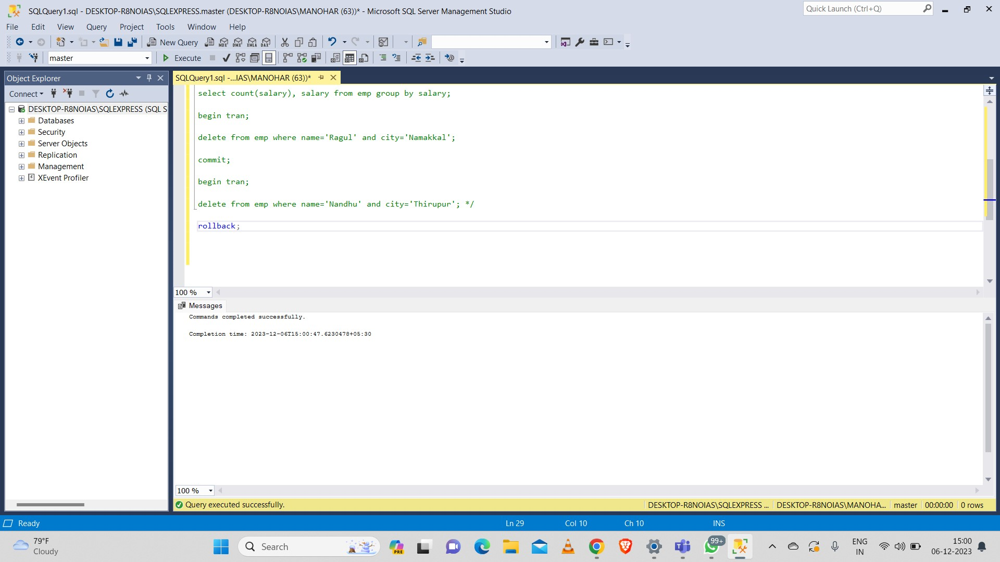 SQLQuery1.sql - DESKTOP-R8NOIAS\SQLEXPRESS.master (DESKTOP-R8NOIAS\MANOHAR (63))* - Microsoft SQL Server Management Studio
Quick Launch (Ctrl+Q)
File Edit View Query Project Tools Window Help
New Query MDX DMX XMLA DAX
master Execute
Object Explorer
SQLQuery1.sql -...IAS\MANOHAR (63))*
Connect
DESKTOP-R8NOIAS\SQLEXPRESS (SQL S
Databases
Security
Server Objects
Replication
Management
XEvent Profiler
select count(salary), salary from emp group by salary;
begin tran;
delete from emp where name='Ragul' and city='Namakkal';
commit;
begin tran;
delete from emp where name='Nandhu' and city='Thirupur'; */
rollback;
100 %
Messages
Commands completed successfully.
Completion time: 2023-12-06T15:00:47.6230478+05:30
100 %
Query executed successfully.
DESKTOP-R8NOIAS\SQLEXPRESS ... DESKTOP-R8NOIAS\MANOHA... master 00:00:00 0 rows
Ready Ln 29 Col 10 Ch 10 INS
79°F
Cloudy
Search
PRE
99+
ENG
IN
15:00
06-12-2023